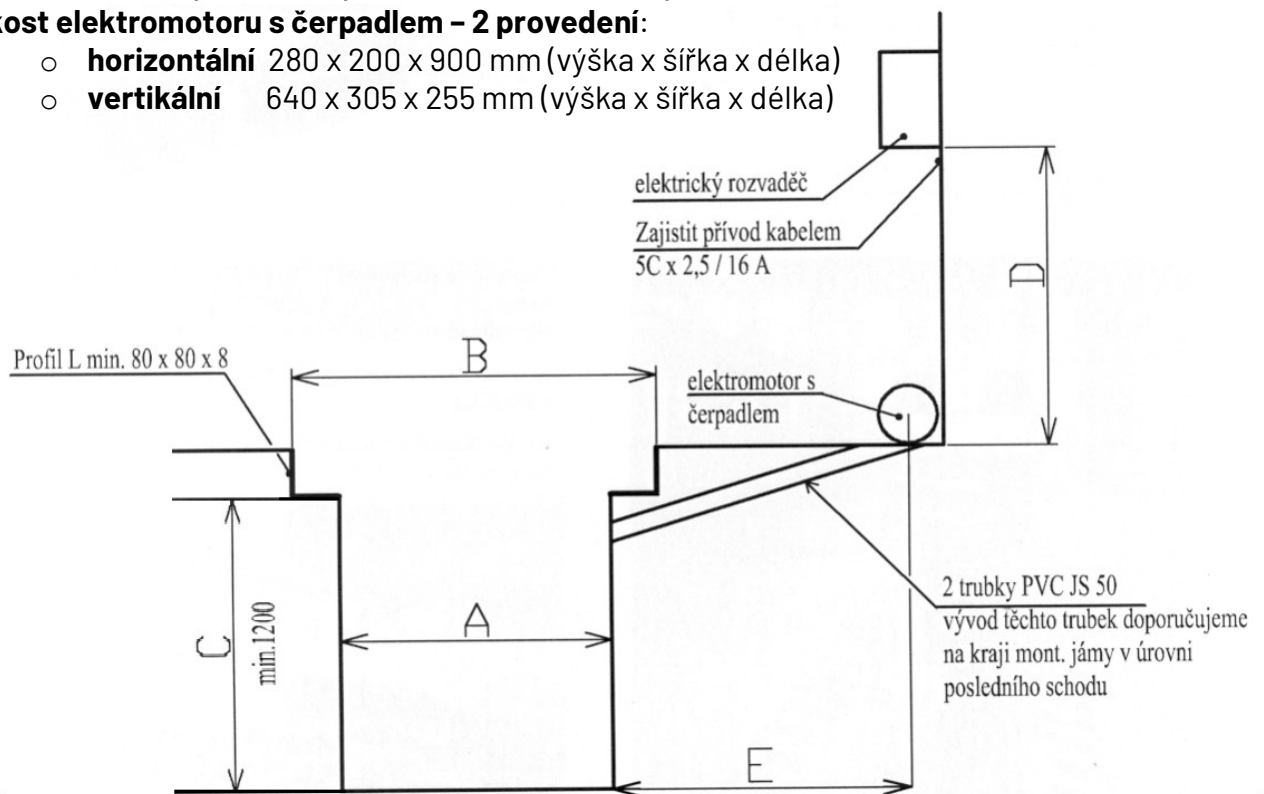 kost elektromotoru s čerpadlem – 2 provedení:
o horizontální 280 x 200 x 900 mm (výška x šířka x délka)
o vertikální 640 x 305 x 255 mm (výška x šířka x délka)
elektrický rozvaděč
Zajistit přívod kabelem
5C x 2,5 / 16 A
D
Profil L min. 80 x 80 x 8
B
elektromotor s
čerpadlem
2 trubky PVC JS 50
vývod těchto trubek doporučujeme
na kraji mont. jámy v úrovni
posledního schodu
C
min.1200
A
E